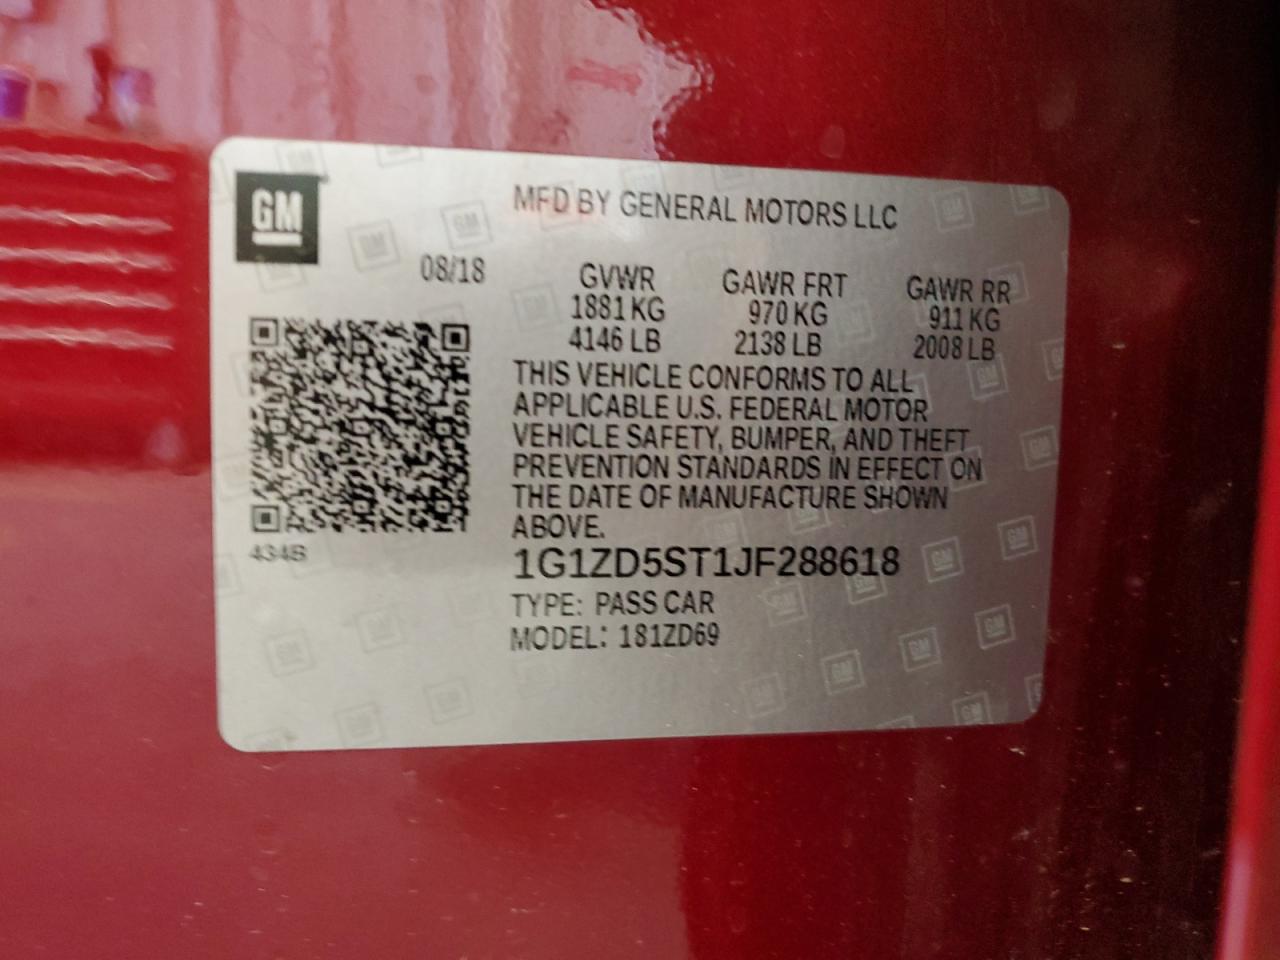 GM
MFD BY GENERAL MOTORS LLC
08/18
GVWR GAWR FRT GAWR RR
1881 KG 970 KG 911 KG
4146 LB 2138 LB 2008 LB
THIS VEHICLE CONFORMS TO ALL
APPLICABLE U.S. FEDERAL MOTOR
VEHICLE SAFETY, BUMPER, AND THEFT
PREVENTION STANDARDS IN EFFECT ON
THE DATE OF MANUFACTURE SHOWN
ABOVE.
434B
1G1ZD5ST1JF288618
TYPE: PASS CAR
MODEL: 181ZD69